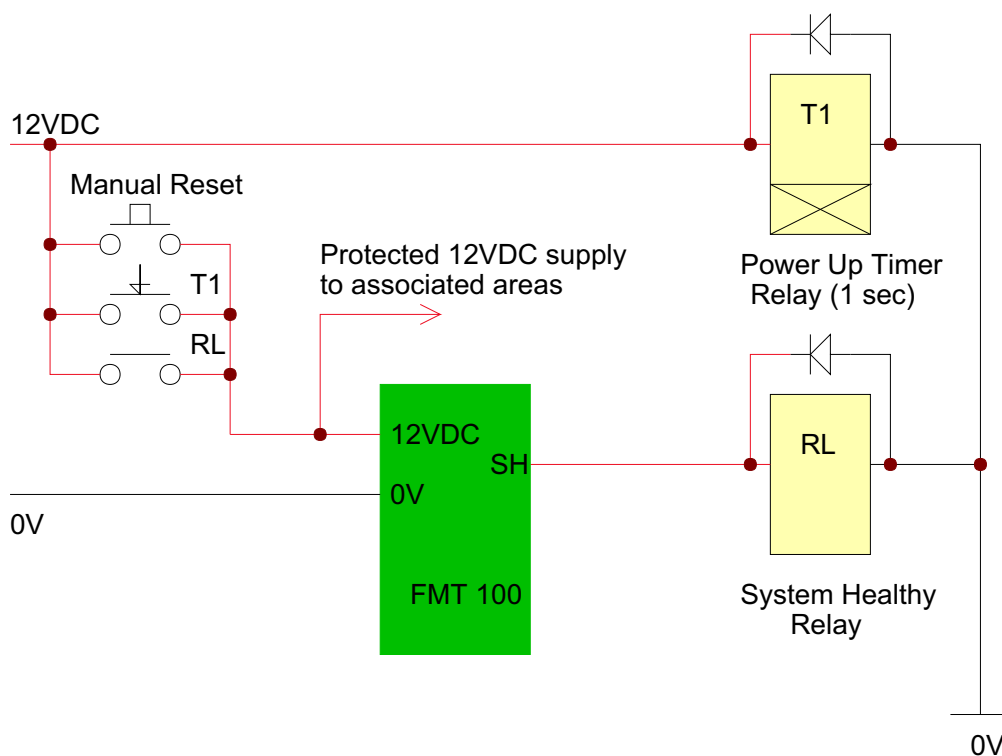 12VDC
Manual Reset
T1
RL
Protected 12VDC supply
to associated areas
T1
Power Up Timer
Relay (1 sec)
12VDC
SH
0V
FMT 100
0V
RL
System Healthy
Relay
0V